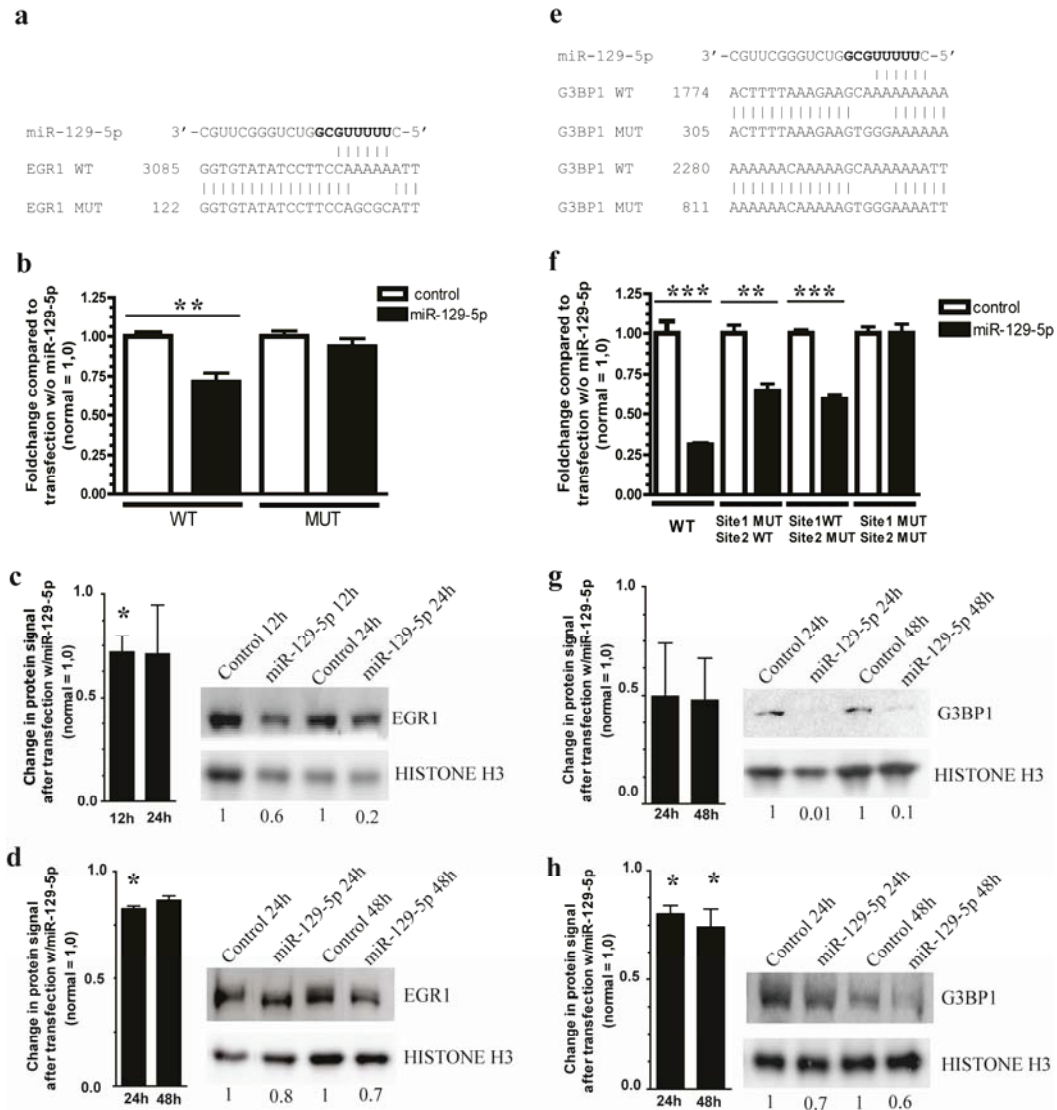 a
miR-129-5p 3’-CGUUCGGGUCUGGCGUUUUUC-5’
EGR1 WT 3085 GGTGTATATCCTTCCAAAAAATT
EGR1 MUT 122 GGTGTATATCCTTCCAGCGCATT
e
miR-129-5p 3’-CGUUCGGGUCUGGCGUUUUUC-5’
G3BP1 WT 1774 ACTTTTAAAGAAGCAAAAAAAAA
G3BP1 MUT 305 ACTTTTAAAGAAGTGGGAAAAAA
G3BP1 WT 2280 AAAAAACAAAAAGCAAAAAAATT
G3BP1 MUT 811 AAAAAACAAAAAGTGGGAAAATT
b
Foldchange compared to
transfection w/o miR-129-5p
(normal = 1,0)
1.25
1.00
0.75
0.50
0.25
0.00
**
control
miR-129-5p
WT MUT
f
Foldchange compared to
transfection w/o miR-129-5p
(normal = 1,0)
1.25
1.00
0.75
0.50
0.25
0.00
*** ** ***
control
miR-129-5p
WT
Site1 MUT
Site2 WT
Site1WT
Site2 MUT
Site1 MUT
Site2 MUT
c
Change in protein signal
after transfection w/miR-129-5p
(normal = 1,0)
1.0
0.5
0.0
*
12h 24h
Control 12h
miR-129-5p 12h
Control 24h
miR-129-5p 24h
EGR1
HISTONE H3
1 0.6 1 0.2
g
Change in protein signal
after transfection w/miR-129-5p
(normal = 1,0)
1.0
0.5
0.0
24h 48h
Control 24h
miR-129-5p 24h
Control 48h
miR-129-5p 48h
G3BP1
HISTONE H3
1 0.01 1 0.1
d
Change in protein signal
after transfection w/miR-129-5p
(normal = 1,0)
1.0
0.5
0.0
*
24h 48h
Control 24h
miR-129-5p 24h
Control 48h
miR-129-5p 48h
EGR1
HISTONE H3
1 0.8 1 0.7
h
Change in protein signal
after transfection w/miR-129-5p
(normal = 1,0)
1.0
0.5
0.0
* *
24h 48h
Control 24h
miR-129-5p 24h
Control 48h
miR-129-5p 48h
G3BP1
HISTONE H3
1 0.7 1 0.6